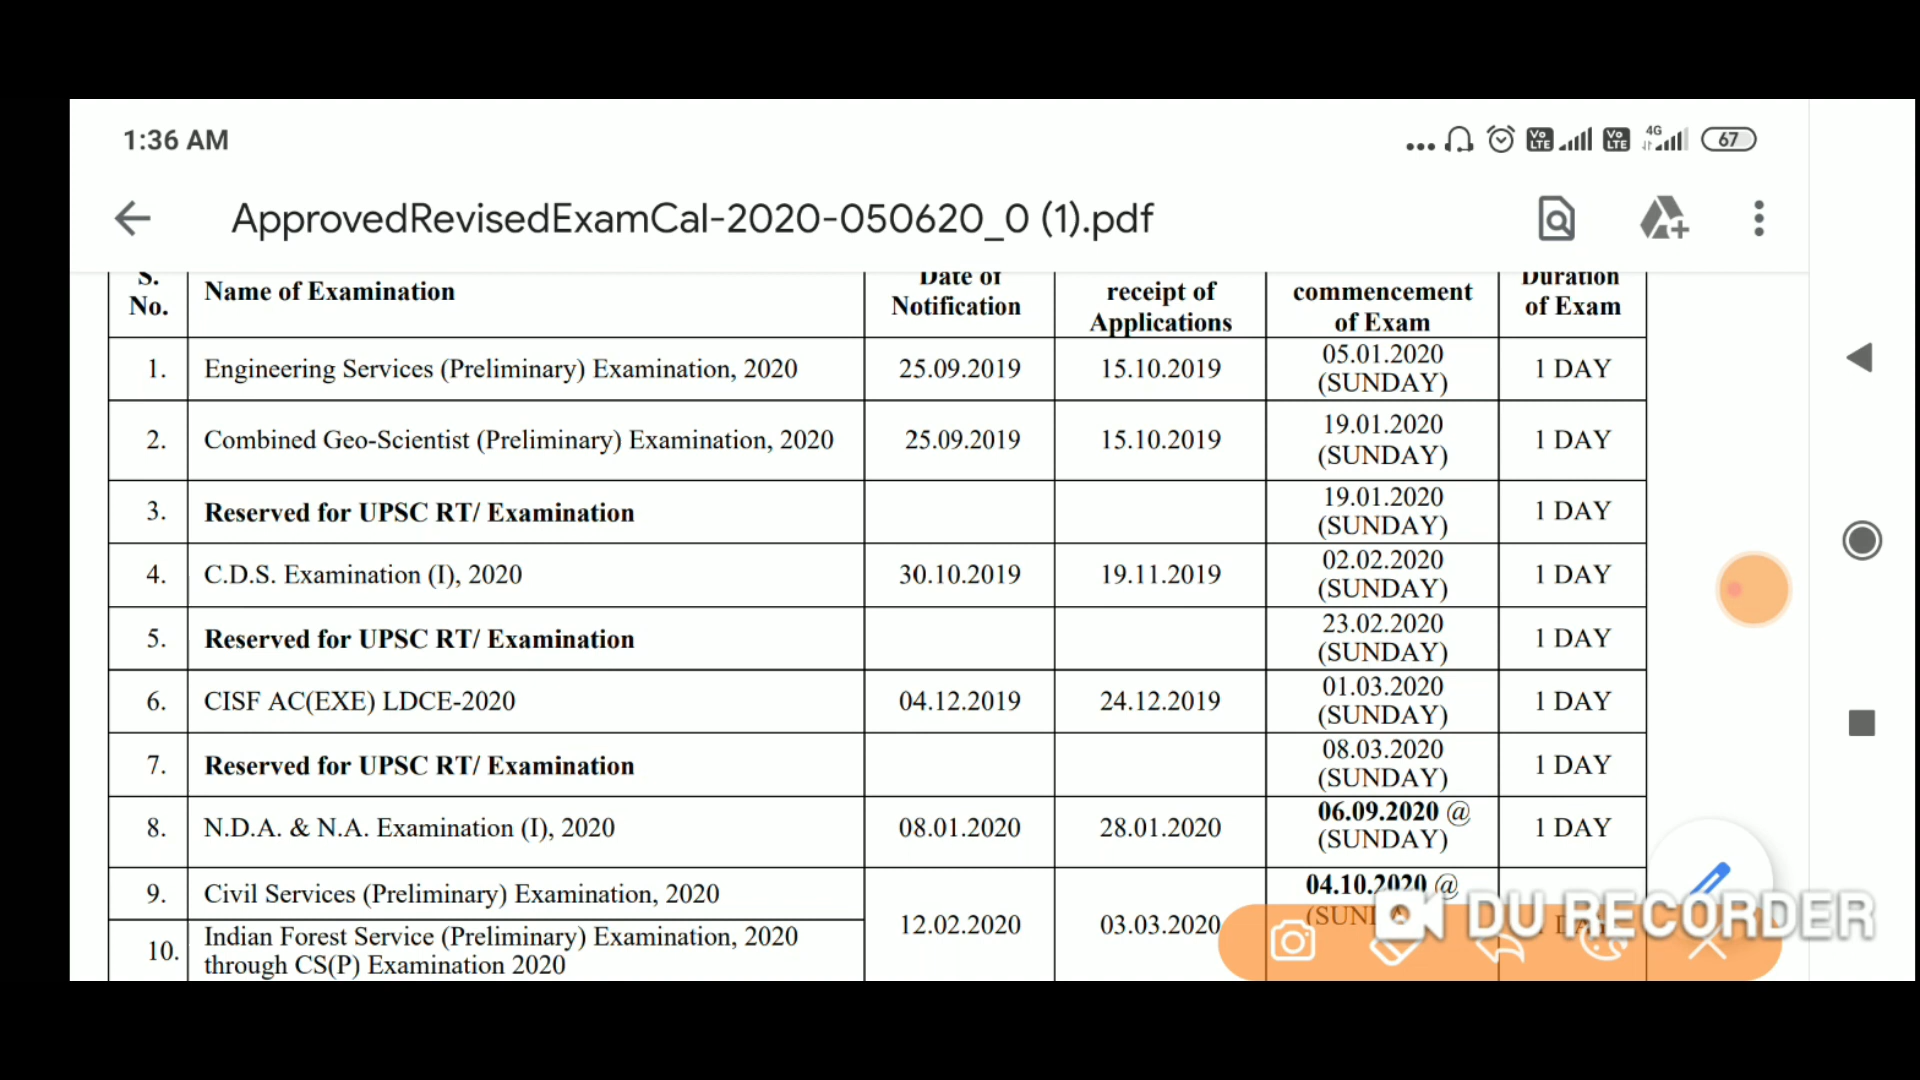 1:36 AM
Vo LTE
Vo LTE
4G
67
ApprovedRevisedExamCal-2020-050620_0 (1).pdf
S. No.
Name of Examination
Date of Notification
receipt of Applications
commencement of Exam
Duration of Exam
1. Engineering Services (Preliminary) Examination, 2020 25.09.2019 15.10.2019 05.01.2020 (SUNDAY) 1 DAY
2. Combined Geo-Scientist (Preliminary) Examination, 2020 25.09.2019 15.10.2019 19.01.2020 (SUNDAY) 1 DAY
3. Reserved for UPSC RT/ Examination 19.01.2020 (SUNDAY) 1 DAY
4. C.D.S. Examination (I), 2020 30.10.2019 19.11.2019 02.02.2020 (SUNDAY) 1 DAY
5. Reserved for UPSC RT/ Examination 23.02.2020 (SUNDAY) 1 DAY
6. CISF AC(EXE) LDCE-2020 04.12.2019 24.12.2019 01.03.2020 (SUNDAY) 1 DAY
7. Reserved for UPSC RT/ Examination 08.03.2020 (SUNDAY) 1 DAY
8. N.D.A. & N.A. Examination (I), 2020 08.01.2020 28.01.2020 06.09.2020 @ (SUNDAY) 1 DAY
9. Civil Services (Preliminary) Examination, 2020 12.02.2020 03.03.2020 04.10.2020 @
10. Indian Forest Service (Preliminary) Examination, 2020
through CS(P) Examination 2020
DU RECORDER